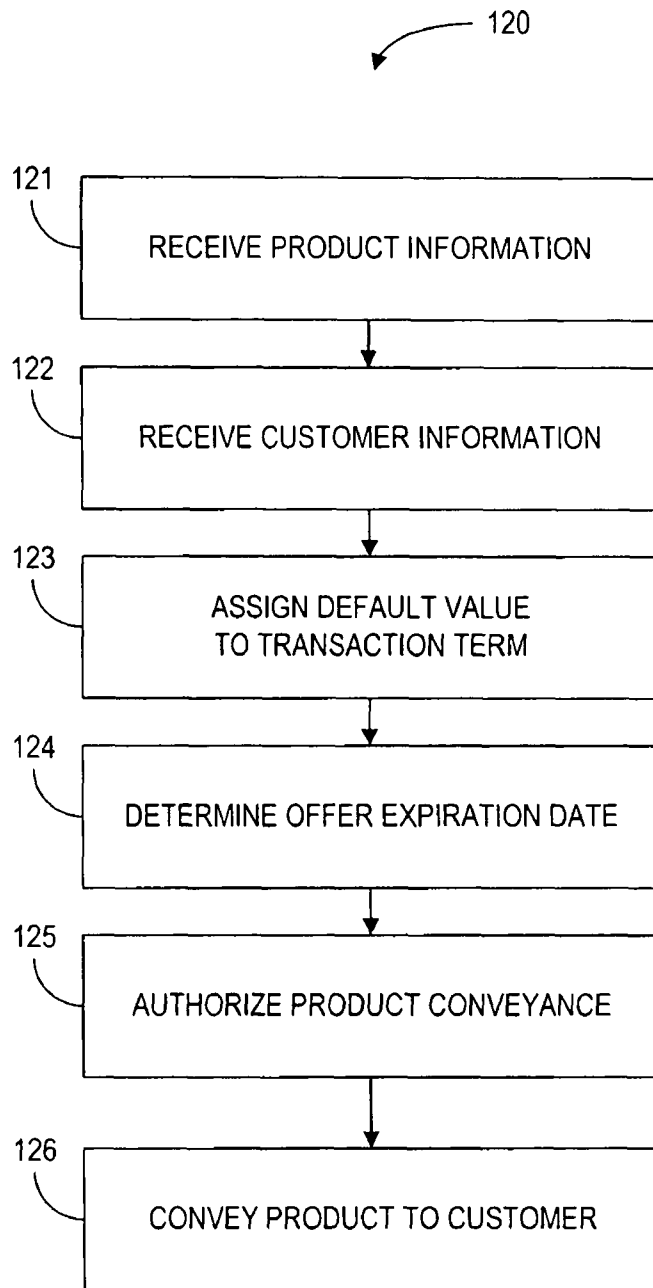 120
121
RECEIVE PRODUCT INFORMATION
122
RECEIVE CUSTOMER INFORMATION
123
ASSIGN DEFAULT VALUE
TO TRANSACTION TERM
124
DETERMINE OFFER EXPIRATION DATE
125
AUTHORIZE PRODUCT CONVEYANCE
126
CONVEY PRODUCT TO CUSTOMER